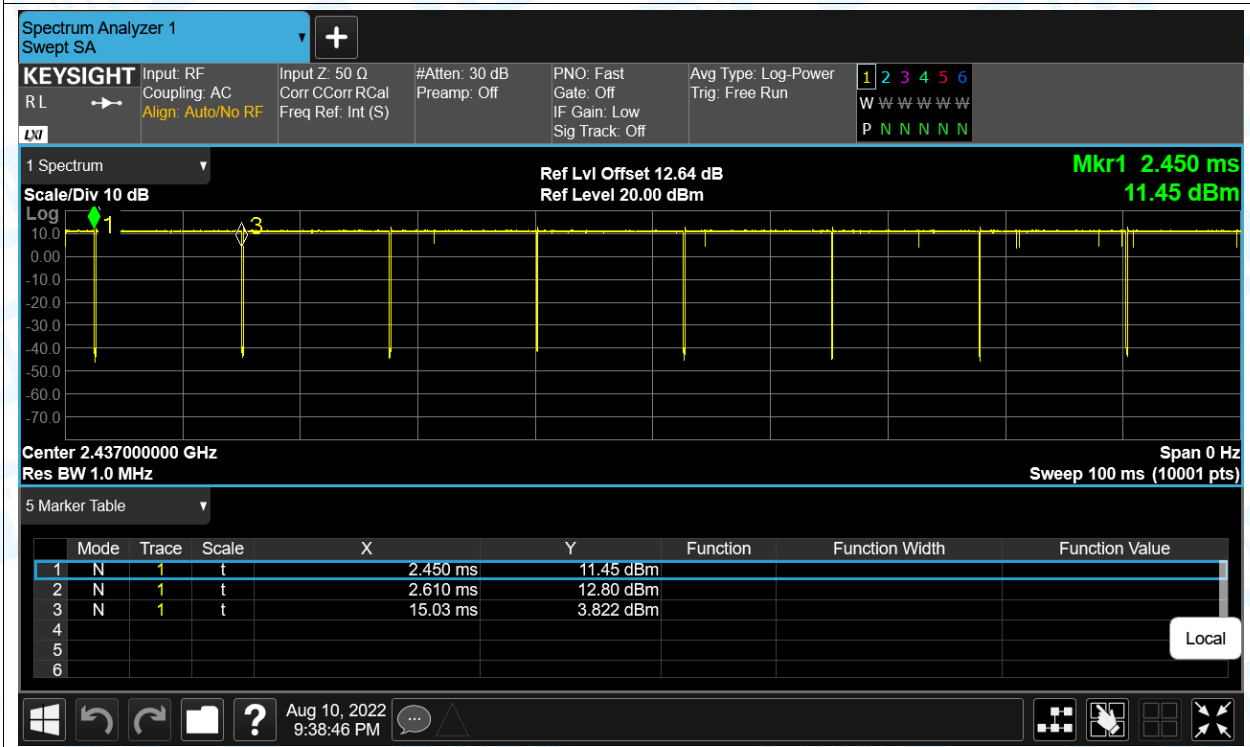 Spectrum Analyzer 1
Swept SA
KEYSIGHT
R L
LXI
Input: RF
Coupling: AC
Align: Auto/No RF
Input Z: 50 Ω
Corr CCorr RCal
Freq Ref: Int (S)
#Atten: 30 dB
Preamp: Off
PNO: Fast
Gate: Off
IF Gain: Low
Sig Track: Off
Avg Type: Log-Power
Trig: Free Run
1 2 3 4 5 6
W W W W W W
P N N N N N
1 Spectrum
Scale/Div 10 dB
Ref Lvl Offset 12.64 dB
Ref Level 20.00 dBm
Mkr1 2.450 ms
11.45 dBm
Log
1
3
10.0
0.00
-10.0
-20.0
-30.0
-40.0
-50.0
-60.0
-70.0
Center 2.437000000 GHz
Span 0 Hz
Res BW 1.0 MHz
Sweep 100 ms (10001 pts)
5 Marker Table
Mode Trace Scale X Y Function Function Width Function Value
1 N 1 t 2.450 ms 11.45 dBm
2 N 1 t 2.610 ms 12.80 dBm
3 N 1 t 15.03 ms 3.822 dBm
4
5
6
Local
?
Aug 10, 2022
9:38:46 PM